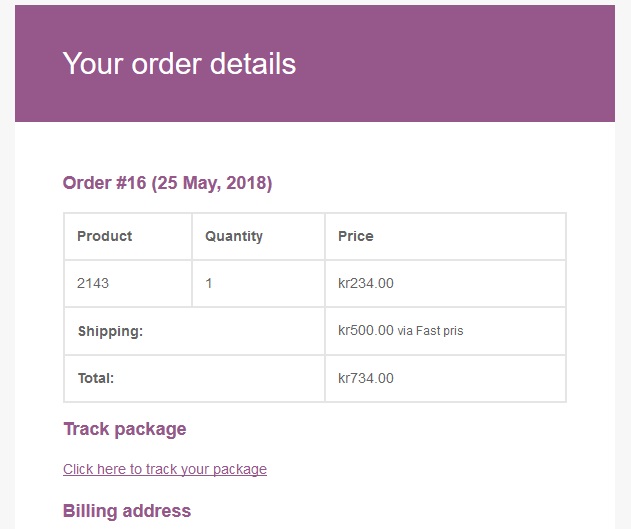 Your order details
Order #16 (25 May, 2018)
Product Quantity Price
2143 1 kr234.00
Shipping: kr500.00 via Fast pris
Total: kr734.00
Track package
Click here to track your package
Billing address